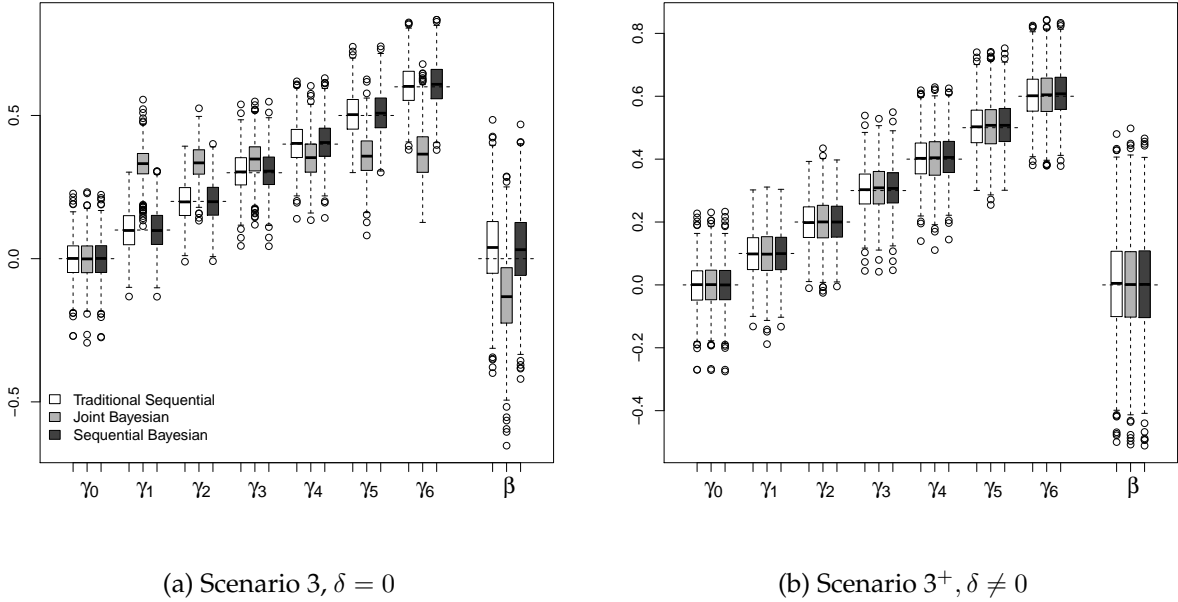 0.5
0.0
−0.5
Traditional Sequential
Joint Bayesian
Sequential Bayesian
γ0 γ1 γ2 γ3 γ4 γ5 γ6 β
(a) Scenario 3, δ = 0
0.8
0.6
0.4
0.2
0.0
−0.2
−0.4
γ0 γ1 γ2 γ3 γ4 γ5 γ6 β
(b) Scenario 3+, δ ≠ 0